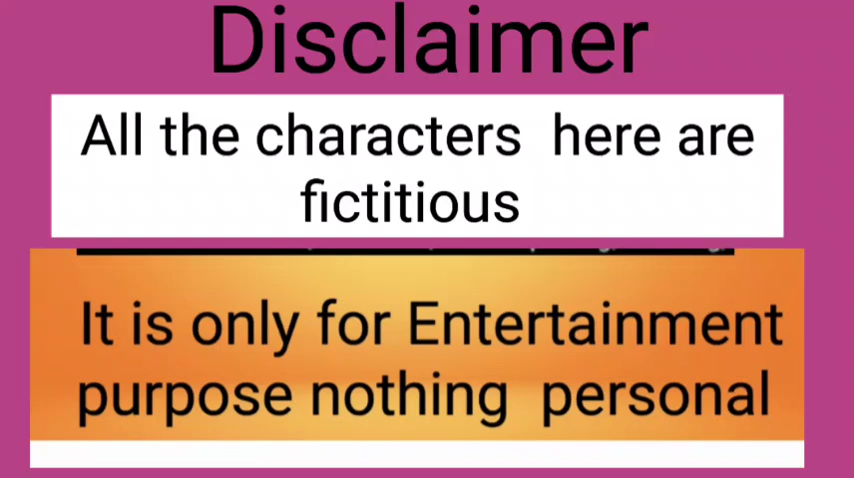 Disclaimer
All the characters here are
fictitious
It is only for Entertainment
purpose nothing personal